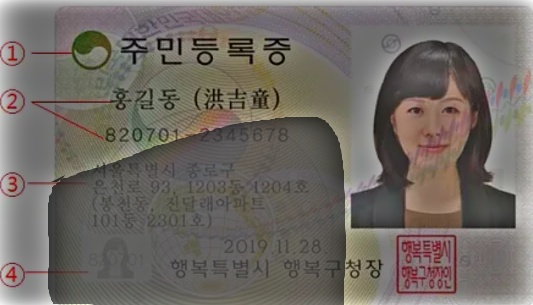 ① 주민등록증
② 홍길동 (洪吉童)
820701-2345678
③ 서울특별시 종로구
은천로 93, 1203동 1204호
(봉천동, 진달래아파트
101동 2301호)
2019.11.28.
④ 행복특별시 행복구청장
행복특별시
행복구청장인